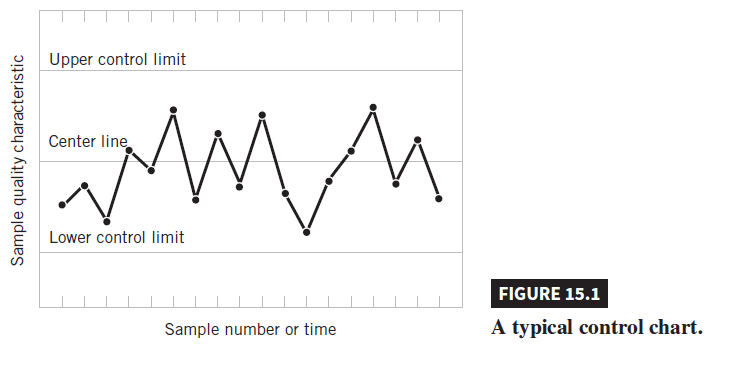 Sample quality characteristic
Upper control limit
Center line
Lower control limit
Sample number or time
FIGURE 15.1
A typical control chart.